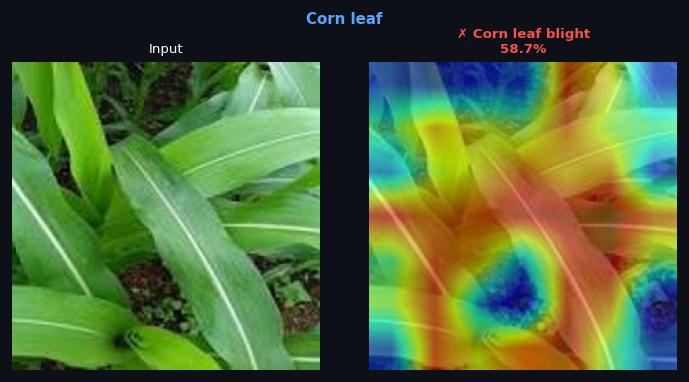 Corn leaf
Input
✗ Corn leaf blight
58.7%